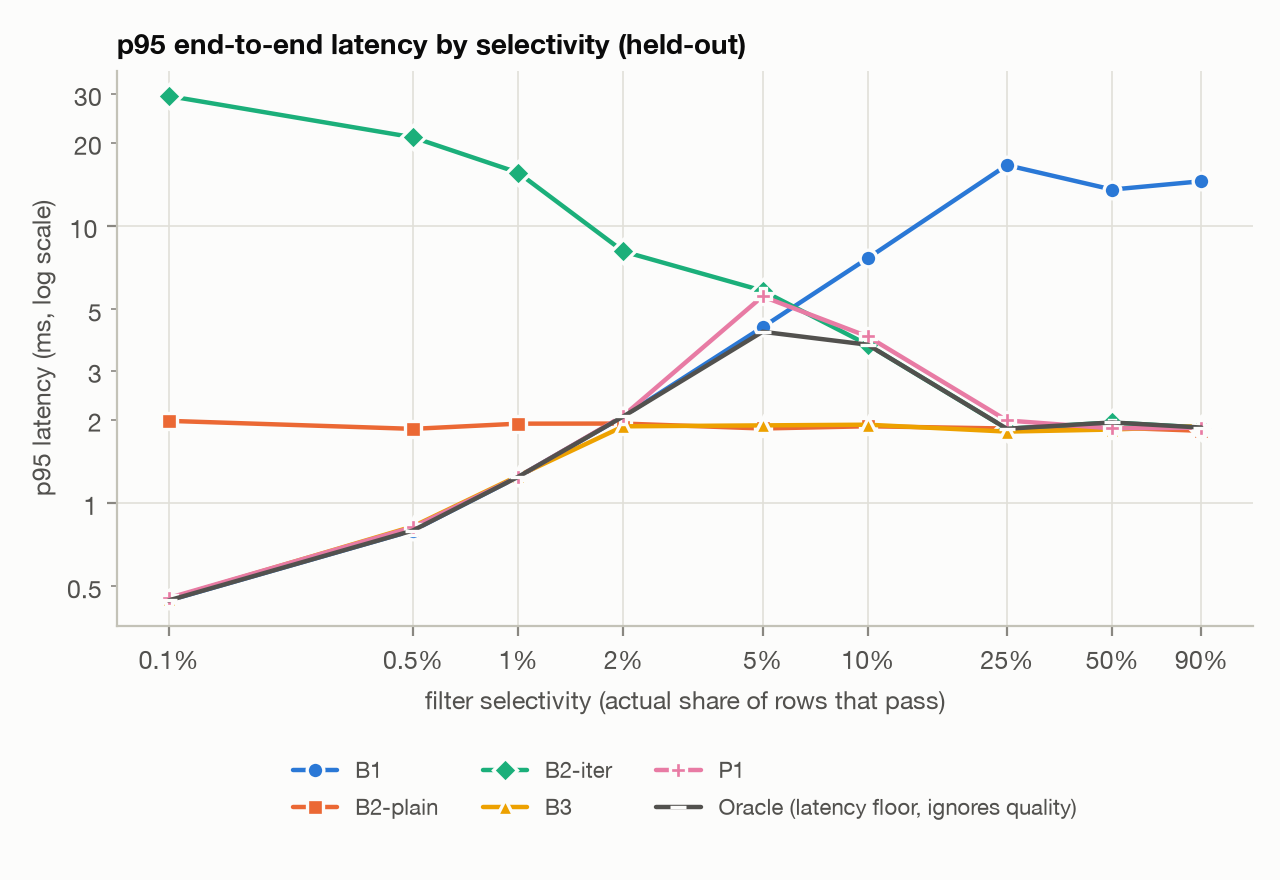 p95 end-to-end latency by selectivity (held-out)
30
20
10
5
3
2
1
0.5
p95 latency (ms, log scale)
0.1% 0.5% 1% 2% 5% 10% 25% 50% 90%
filter selectivity (actual share of rows that pass)
B1 B2-iter P1
B2-plain B3 Oracle (latency floor, ignores quality)